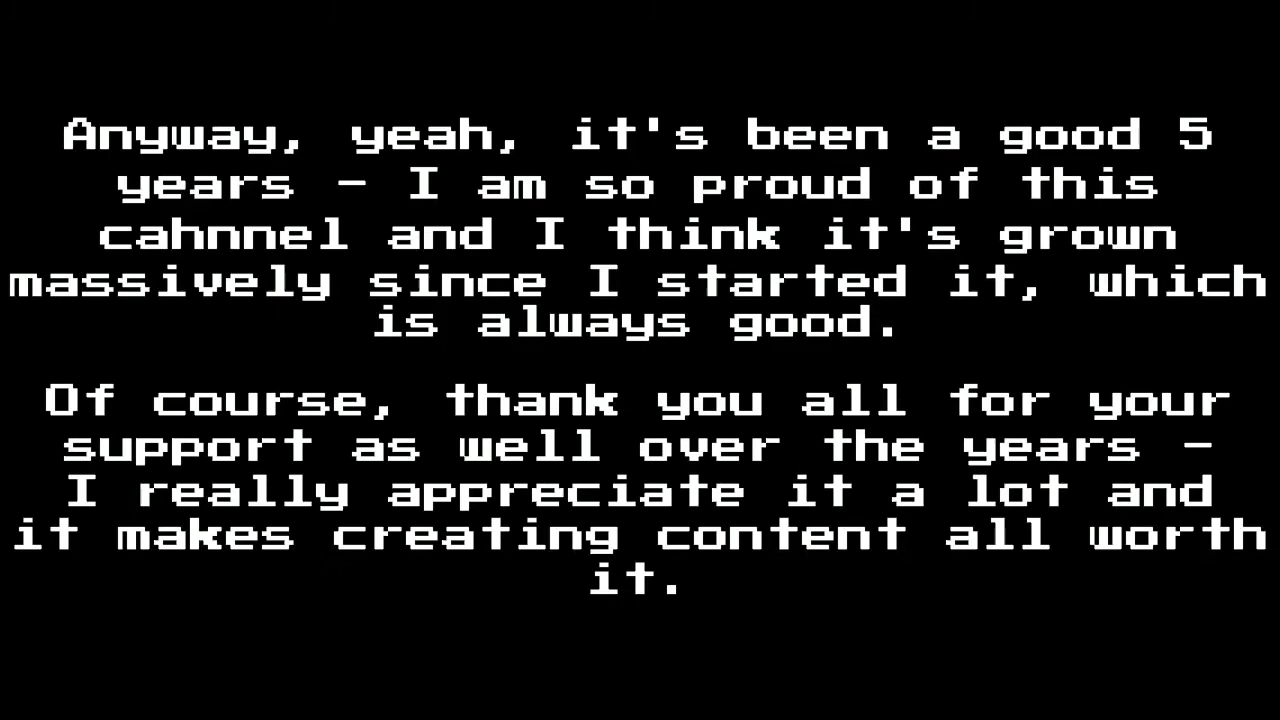 Anyway, yeah, it's been a good 5
years - I am so proud of this
cahnnel and I think it's grown
massively since I started it, which
is always good.
Of course, thank you all for your
support as well over the years -
I really appreciate it a lot and
it makes creating content all worth
it.